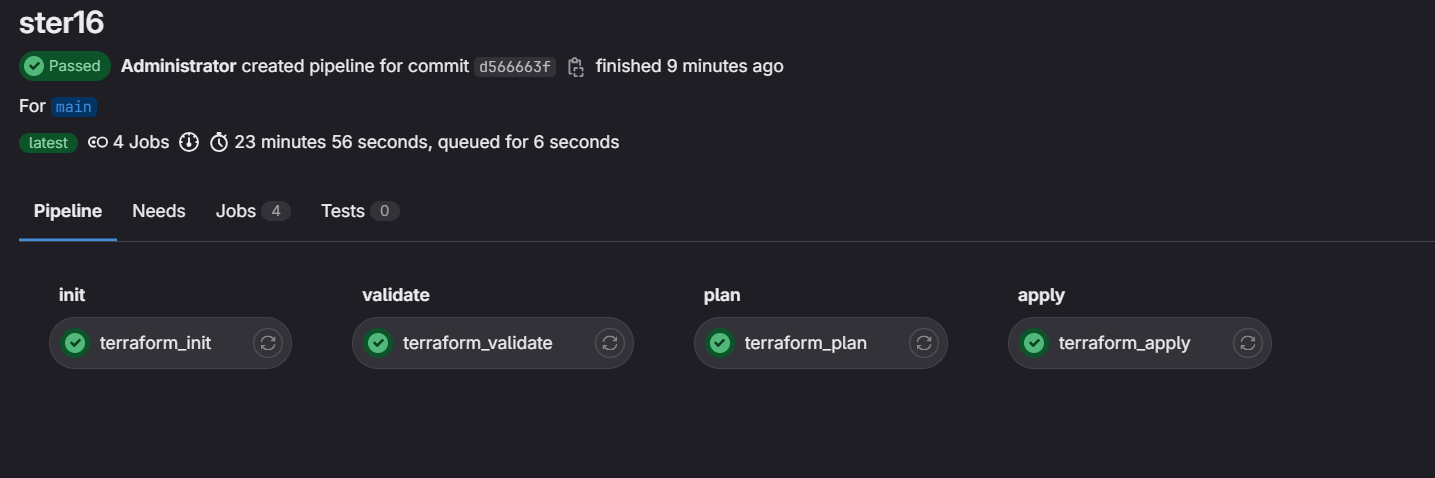 ster16
Passed Administrator created pipeline for commit d566663f finished 9 minutes ago
For main
latest 4 Jobs 23 minutes 56 seconds, queued for 6 seconds
Pipeline Needs Jobs 4 Tests 0
init validate plan apply
terraform_init terraform_validate terraform_plan terraform_apply